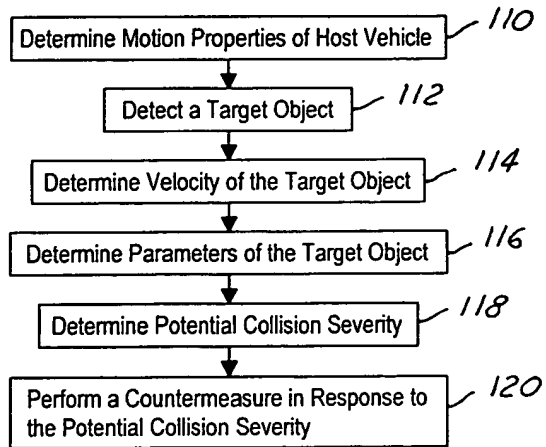 Determine Motion Properties of Host Vehicle 110
Detect a Target Object 112
Determine Velocity of the Target Object 114
Determine Parameters of the Target Object 116
Determine Potential Collision Severity 118
Perform a Countermeasure in Response to 120
the Potential Collision Severity